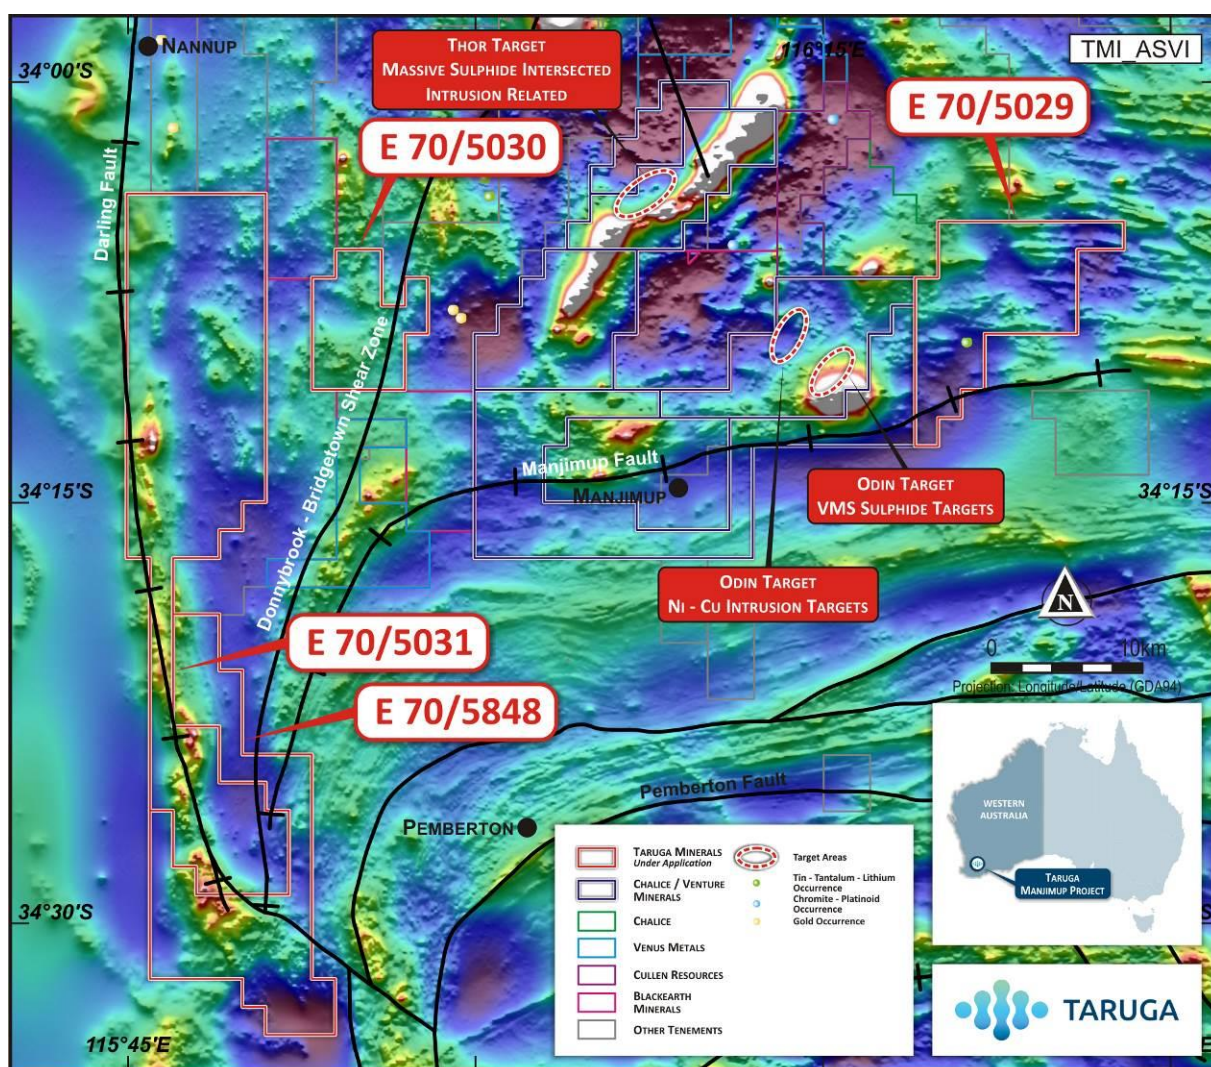 NANNUP
34°00'S
THOR TARGET
MASSIVE SULPHIDE INTERSECTED
INTRUSION RELATED
116°15'E
TMI_ASVI
E 70/5030
E 70/5029
Darling Fault
Donnybrook - Bridgetown Shear Zone
Manjimup Fault
MANJIMUP
34°15'S
34°15'S
ODIN TARGET
VMS SULPHIDE TARGETS
ODIN TARGET
NI - CU INTRUSION TARGETS
N
0 10km
Projection: Longitude/Latitude (GDA94)
E 70/5031
E 70/5848
Pemberton Fault
PEMBERTON
WESTERN
AUSTRALIA
TARUGA
MANJIMUP PROJECT
TARUGA MINERALS
Under Application
CHALICE / VENTURE
MINERALS
CHALICE
VENUS METALS
CULLEN RESOURCES
BLACKEARTH
MINERALS
OTHER TENEMENTS
Target Areas
Tin - Tantalum - Lithium
Occurrence
Chromite - Platinoid
Occurrence
Gold Occurrence
34°30'S
115°45'E
TARUGA